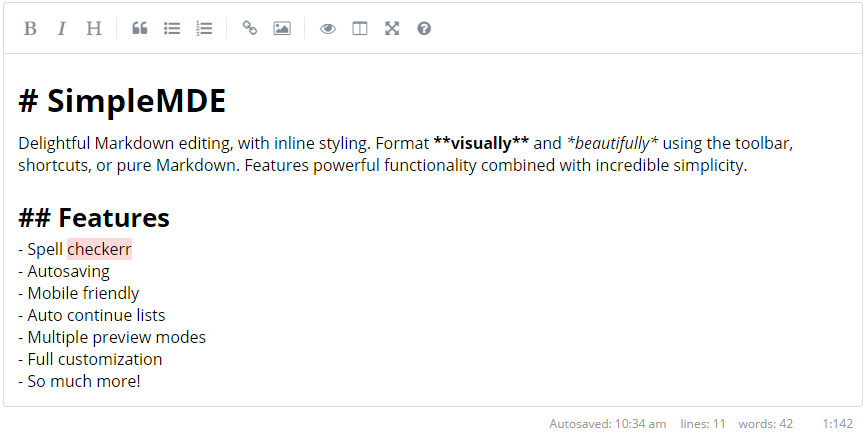 B I H
# SimpleMDE
Delightful Markdown editing, with inline styling. Format **visually** and *beautifully* using the toolbar,
shortcuts, or pure Markdown. Features powerful functionality combined with incredible simplicity.
## Features
- Spell checkerr
- Autosaving
- Mobile friendly
- Auto continue lists
- Multiple preview modes
- Full customization
- So much more!
Autosaved: 10:34 am lines: 11 words: 42 1:142